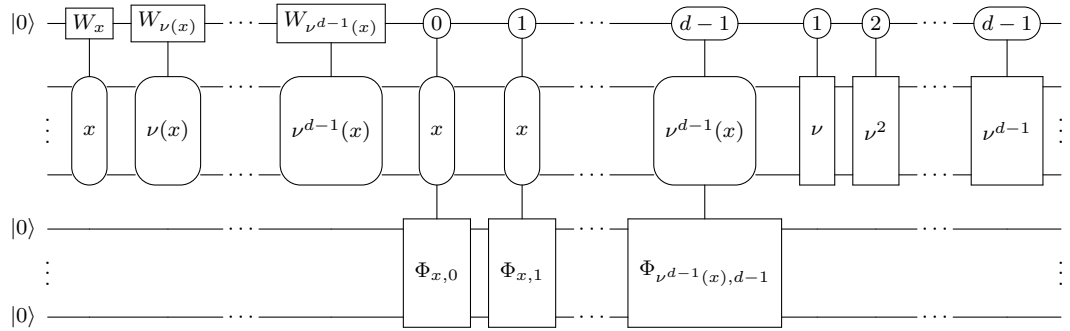 |0⟩ W_x W_{ν(x)} ⋯ W_{ν^{d−1}(x)} 0 1 ⋯ d−1 1 2 ⋯ d−1
⋮ x ν(x) ⋯ ν^{d−1}(x) x x ⋯ ν^{d−1}(x) ν ν^2 ⋯ ν^{d−1} ⋮
|0⟩ ⋯ ⋯ ⋯
⋮ Φ_{x,0} Φ_{x,1} Φ_{ν^{d−1}(x),d−1} ⋮
|0⟩ ⋯ ⋯ ⋯